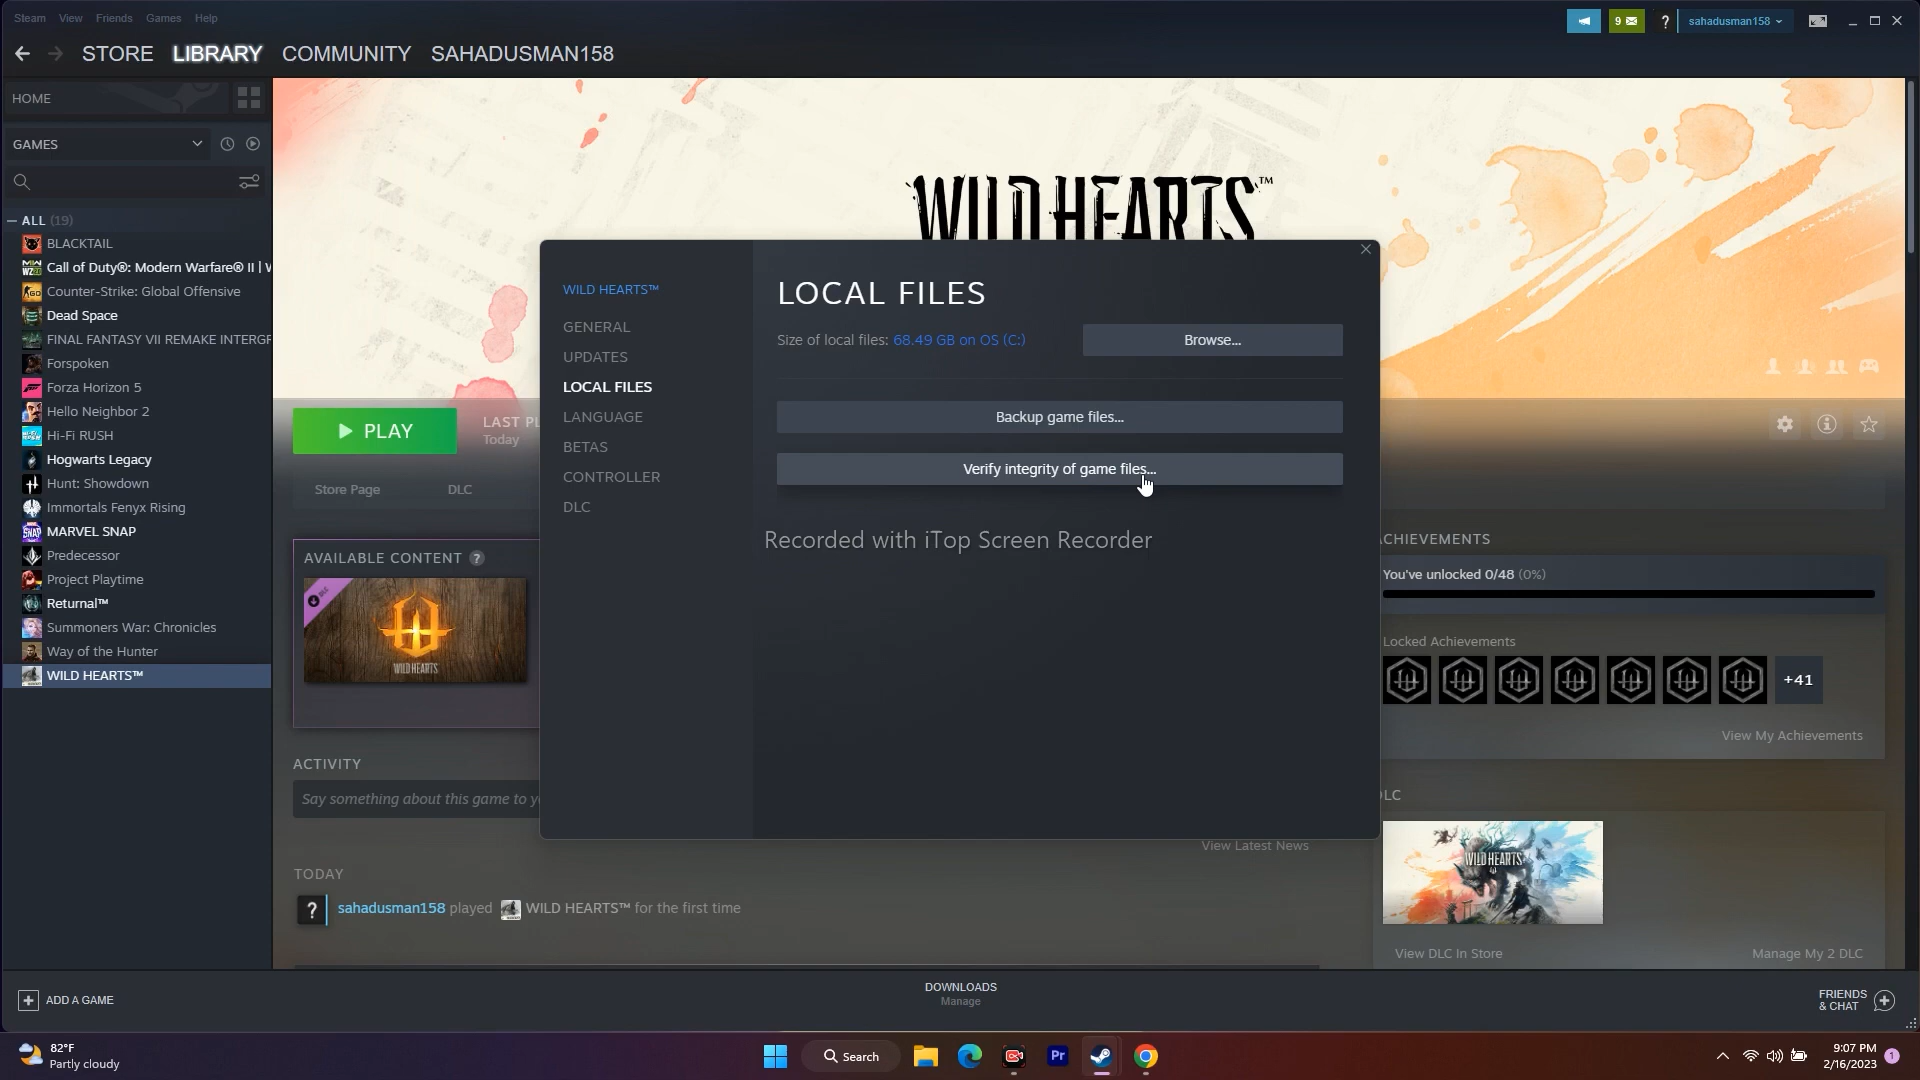 Steam View Friends Games Help
9 ? sahadusman158
STORE LIBRARY COMMUNITY SAHADUSMAN158
HOME
GAMES
ALL (19)
BLACKTAIL
Call of Duty®: Modern Warfare® II |
Counter-Strike: Global Offensive
Dead Space
FINAL FANTASY VII REMAKE INTERGR
Forspoken
Forza Horizon 5
Hello Neighbor 2
Hi-Fi RUSH
Hogwarts Legacy
Hunt: Showdown
Immortals Fenyx Rising
MARVEL SNAP
Predecessor
Project Playtime
Returnal™
Summoners War: Chronicles
Way of the Hunter
WILD HEARTS™
WILD HEARTS™
PLAY
LAST PL
Today
Store Page DLC
AVAILABLE CONTENT ?
DLC
WILD HEARTS
ACTIVITY
Say something about this game to y
TODAY
? sahadusman158 played WILD HEARTS™ for the first time
WILD HEARTS™
GENERAL
UPDATES
LOCAL FILES
LANGUAGE
BETAS
CONTROLLER
DLC
LOCAL FILES
Size of local files: 68.49 GB on OS (C:)
Browse...
Backup game files...
Verify integrity of game files...
Recorded with iTop Screen Recorder
View Latest News
ACHIEVEMENTS
You've unlocked 0/48 (0%)
Locked Achievements
+41
View My Achievements
DLC
WILD HEARTS
View DLC In Store Manage My 2 DLC
ADD A GAME
DOWNLOADS
Manage
FRIENDS
& CHAT
82°F
Partly cloudy
Search
Pr
9:07 PM
2/16/2023
1